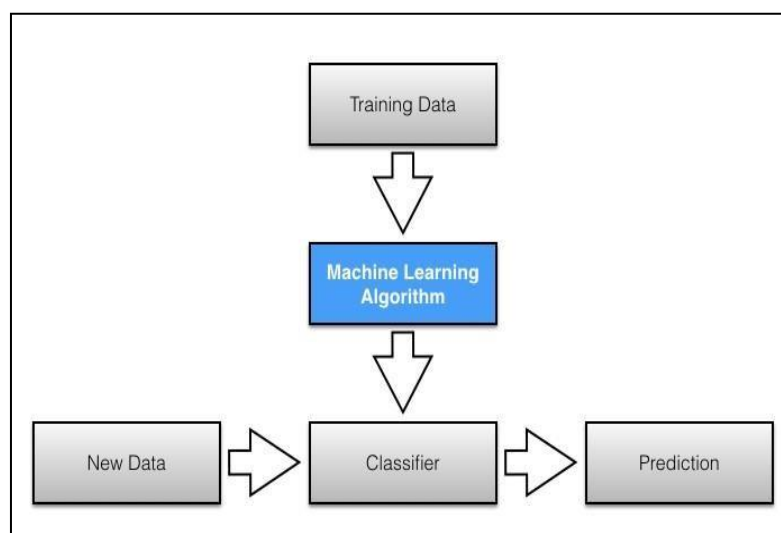 Training Data
Machine Learning
Algorithm
New Data
Classifier
Prediction